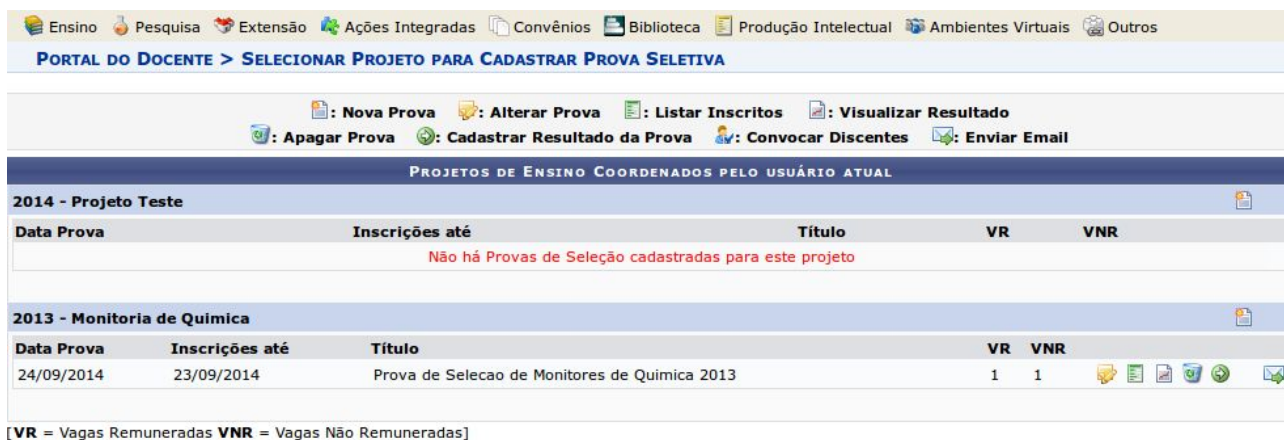 Ensino Pesquisa Extensão Ações Integradas Convênios Biblioteca Produção Intelectual Ambientes Virtuais Outros
PORTAL DO DOCENTE > SELECIONAR PROJETO PARA CADASTRAR PROVA SELETIVA
: Nova Prova : Alterar Prova : Listar Inscritos : Visualizar Resultado
: Apagar Prova : Cadastrar Resultado da Prova : Convocar Discentes : Enviar Email
PROJETOS DE ENSINO COORDENADOS PELO USUÁRIO ATUAL
2014 - Projeto Teste
Data Prova Inscrições até Título VR VNR
Não há Provas de Seleção cadastradas para este projeto
2013 - Monitoria de Quimica
Data Prova Inscrições até Título VR VNR
24/09/2014 23/09/2014 Prova de Selecao de Monitores de Quimica 2013 1 1
[VR = Vagas Remuneradas VNR = Vagas Não Remuneradas]